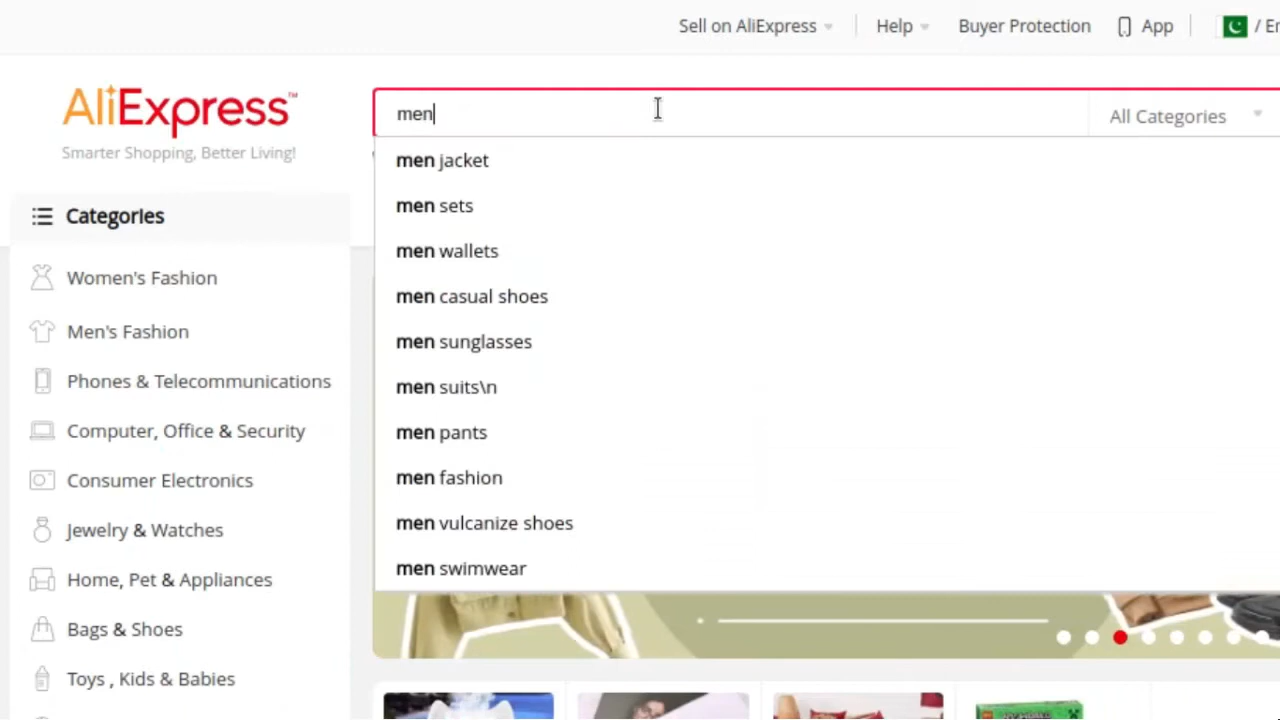 Sell on AliExpress
Help
Buyer Protection
App
/ En
AliExpress™
Smarter Shopping, Better Living!
men
All Categories
men jacket
men sets
men wallets
men casual shoes
men sunglasses
men suits\n
men pants
men fashion
men vulcanize shoes
men swimwear
Categories
Women's Fashion
Men's Fashion
Phones & Telecommunications
Computer, Office & Security
Consumer Electronics
Jewelry & Watches
Home, Pet & Appliances
Bags & Shoes
Toys , Kids & Babies